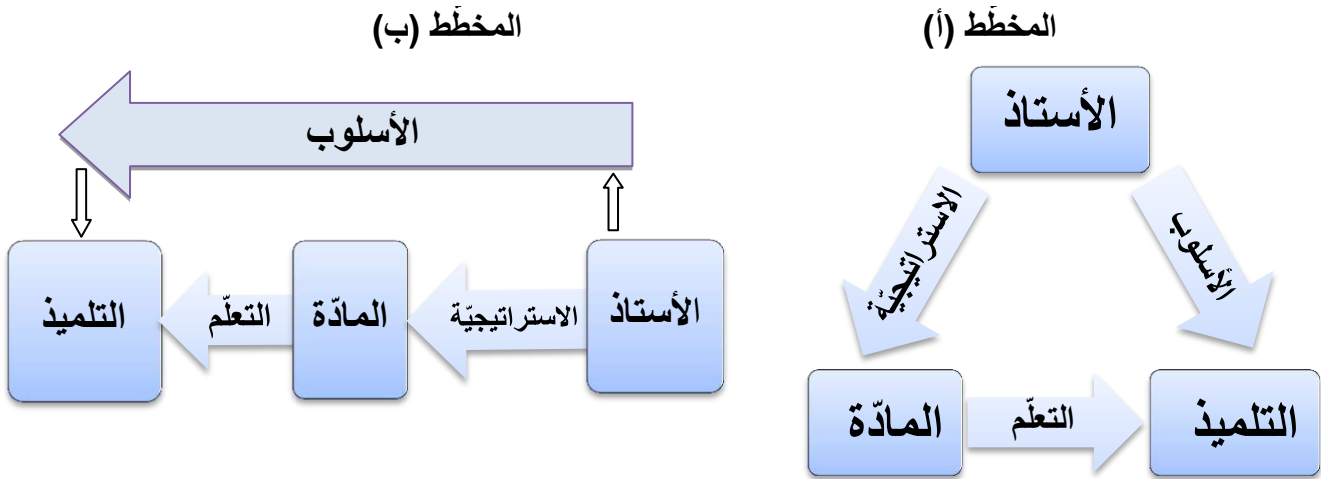 المخطّط (أ)
الأستاذ
الاستراتيجيّة
الأسلوب
المادّة
التعلّم
التلميذ
المخطّط (ب)
الأسلوب
الأستاذ
الاستراتيجيّة
المادّة
التعلّم
التلميذ